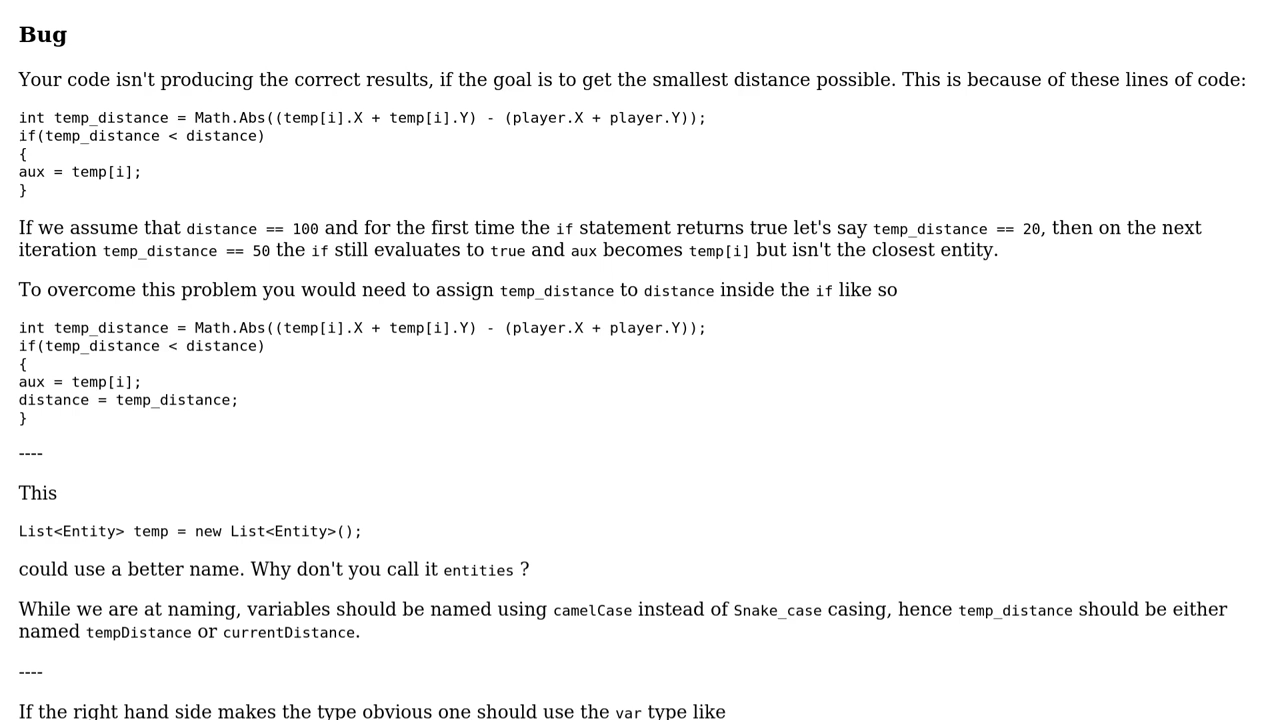 Bug
Your code isn't producing the correct results, if the goal is to get the smallest distance possible. This is because of these lines of code:
int temp_distance = Math.Abs((temp[i].X + temp[i].Y) - (player.X + player.Y));
if(temp_distance < distance)
{
aux = temp[i];
}
If we assume that distance == 100 and for the first time the if statement returns true let's say temp_distance == 20, then on the next
iteration temp_distance == 50 the if still evaluates to true and aux becomes temp[i] but isn't the closest entity.
To overcome this problem you would need to assign temp_distance to distance inside the if like so
int temp_distance = Math.Abs((temp[i].X + temp[i].Y) - (player.X + player.Y));
if(temp_distance < distance)
{
aux = temp[i];
distance = temp_distance;
}
----
This
List<Entity> temp = new List<Entity>();
could use a better name. Why don't you call it entities ?
While we are at naming, variables should be named using camelCase instead of Snake_case casing, hence temp_distance should be either
named tempDistance or currentDistance.
----
If the right hand side makes the type obvious one should use the var type like